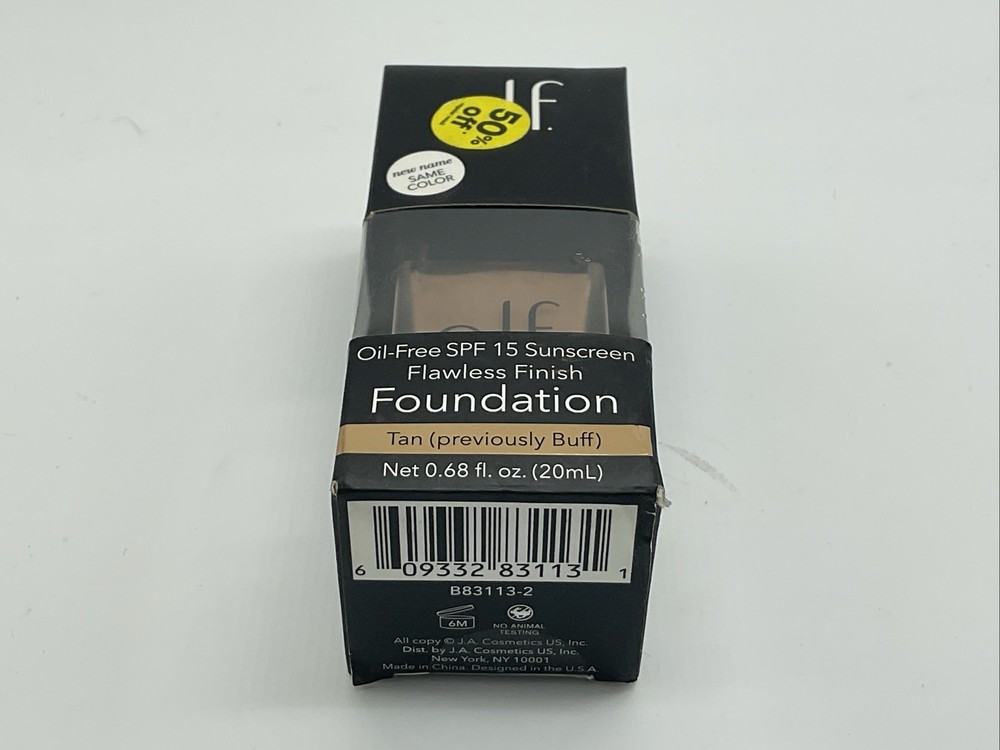 e.l.f.
50%
off*
new name
SAME
COLOR
e.l.f.
Oil-Free SPF 15 Sunscreen
Flawless Finish
Foundation
Tan (previously Buff)
Net 0.68 fl. oz. (20mL)
6 09332 83113 1
B83113-2
6M
NO ANIMAL
TESTING
All copy © J.A. Cosmetics US, Inc.
Dist. by J.A. Cosmetics US, Inc.
New York, NY 10001
Made in China. Designed in the U.S.A.